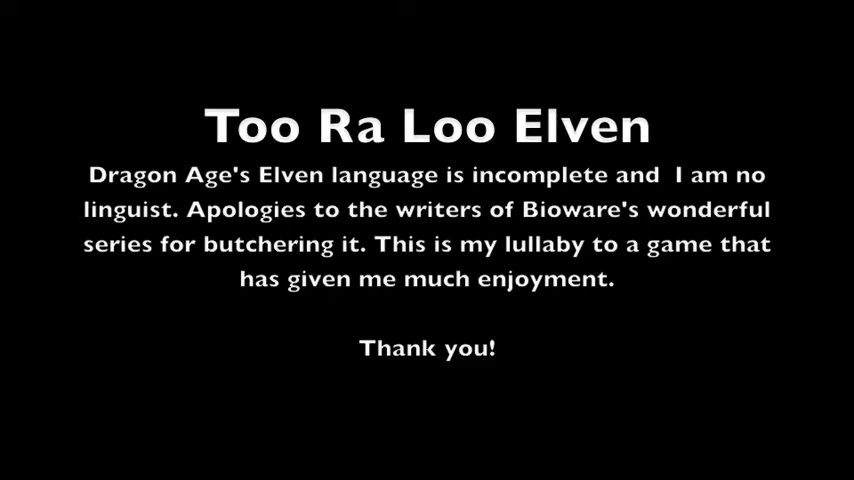 Too Ra Loo Elven
Dragon Age's Elven language is incomplete and  I am no
linguist. Apologies to the writers of Bioware's wonderful
series for butchering it. This is my lullaby to a game that
has given me much enjoyment.
Thank you!